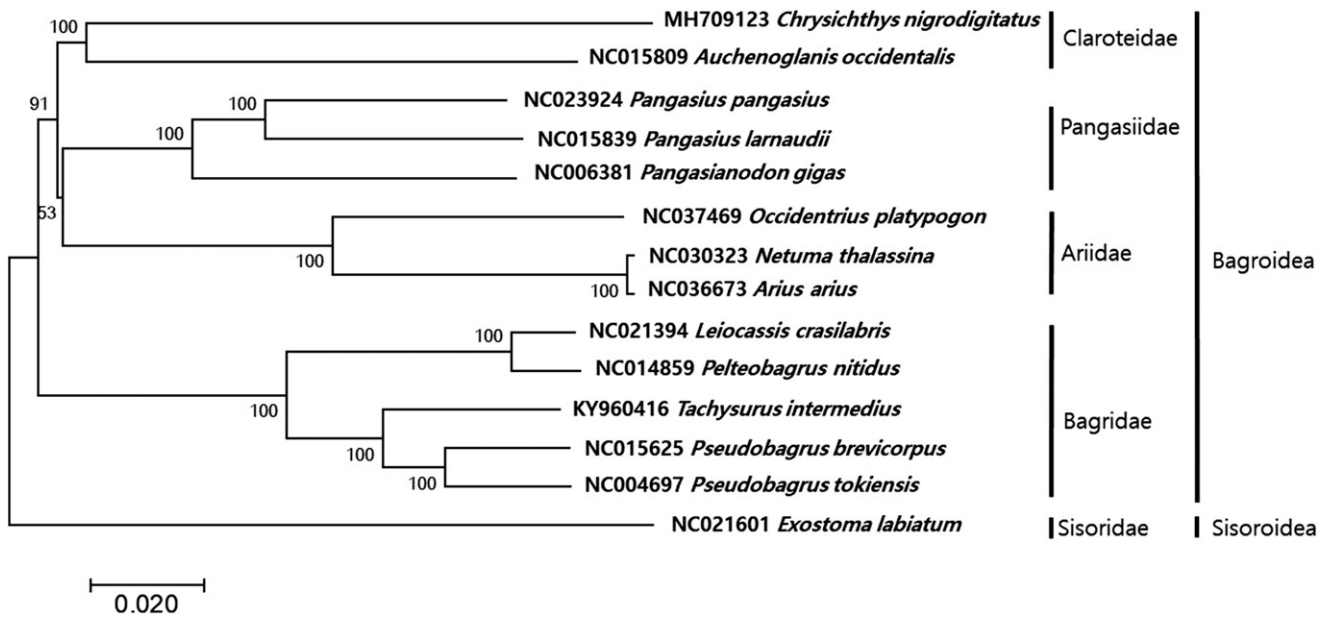 100
MH709123 Chrysichthys nigrodigitatus
NC015809 Auchenoglanis occidentalis
Claroteidae
91
100
100
NC023924 Pangasius pangasius
NC015839 Pangasius larnaudii
NC006381 Pangasianodon gigas
Pangasiidae
53
100
100
NC037469 Occidentrius platypogon
NC030323 Netuma thalassina
NC036673 Arius arius
Ariidae
Bagroidea
100
100
100
100
NC021394 Leiocassis crasilabris
NC014859 Pelteobagrus nitidus
KY960416 Tachysurus intermedius
NC015625 Pseudobagrus brevicorpus
NC004697 Pseudobagrus tokiensis
Bagridae
NC021601 Exostoma labiatum
Sisoridae
Sisoroidea
0.020